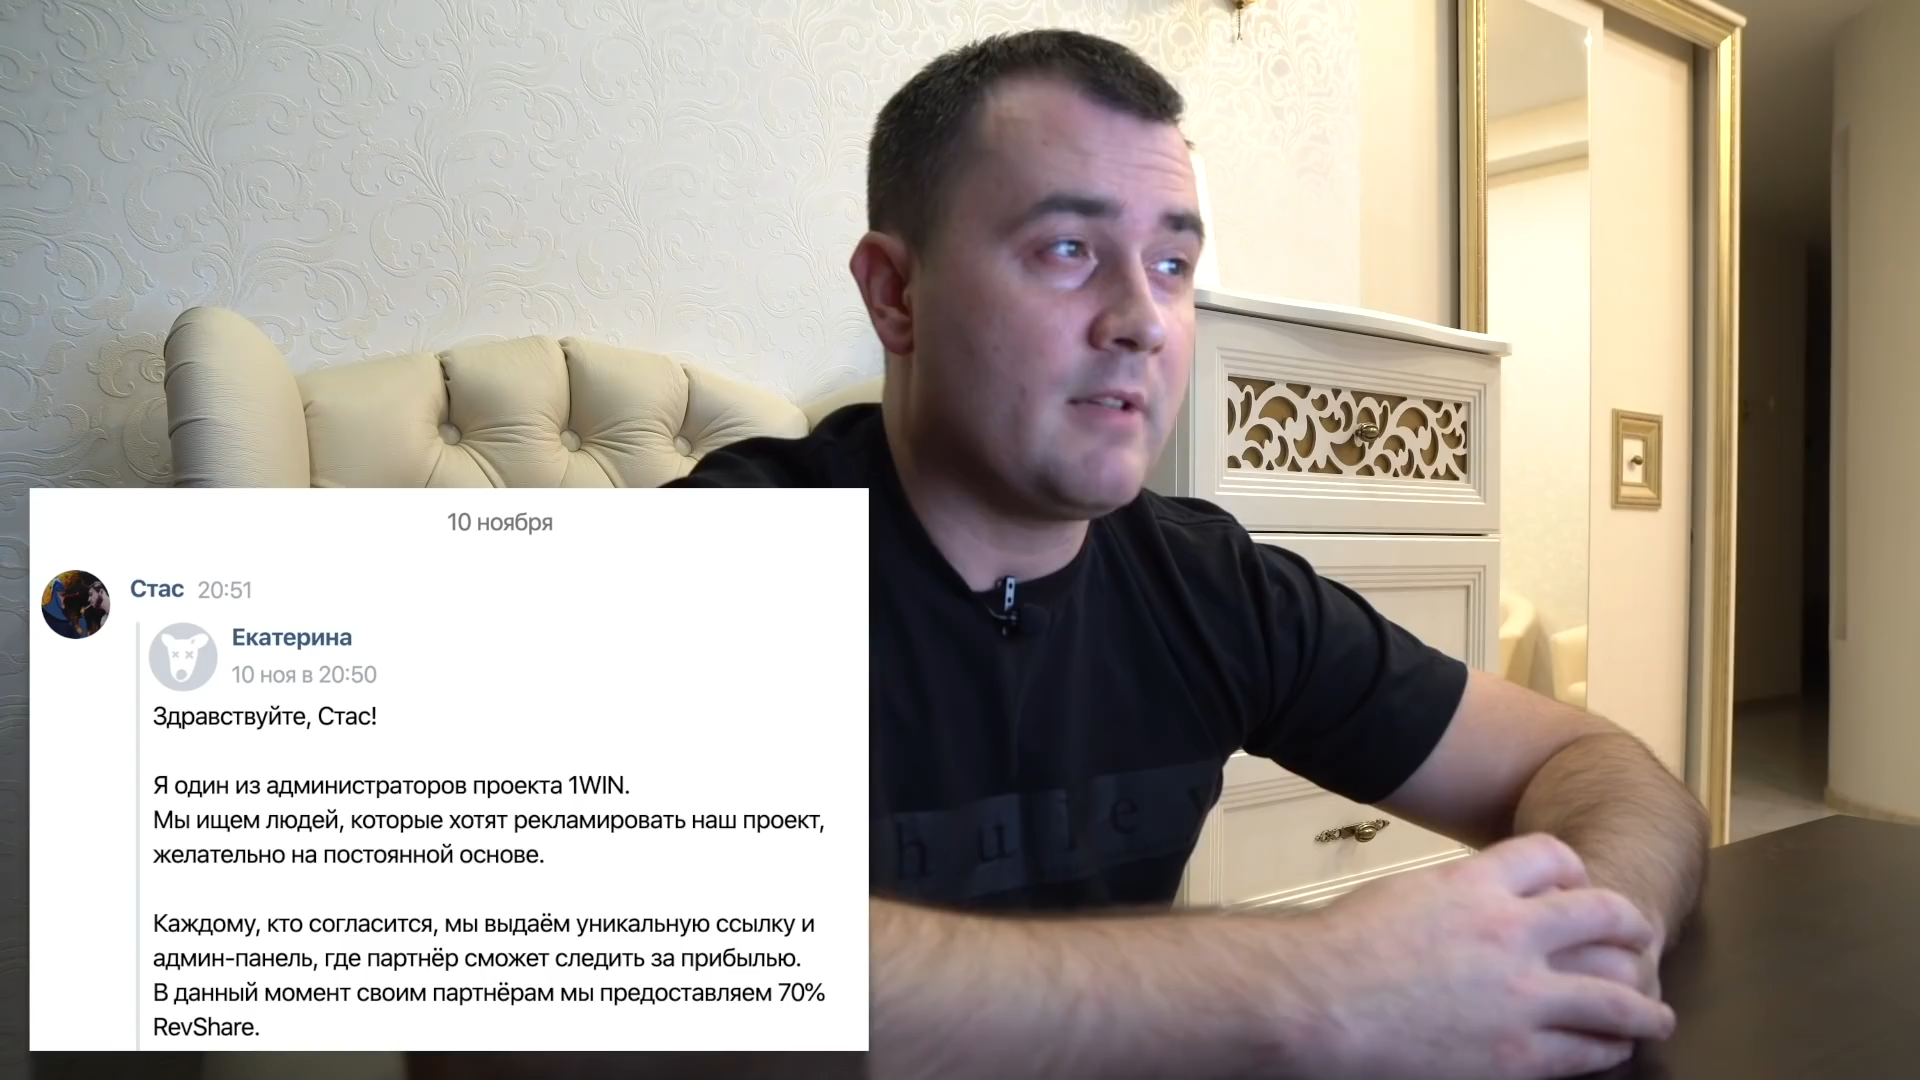 10 ноября
Стас 20:51
Екатерина
10 ноя в 20:50
Здравствуйте, Стас!
Я один из администраторов проекта 1WIN.
Мы ищем людей, которые хотят рекламировать наш проект,
желательно на постоянной основе.
Каждому, кто согласится, мы выдаём уникальную ссылку и
админ-панель, где партнёр сможет следить за прибылью.
В данный момент своим партнёрам мы предоставляем 70%
RevShare.